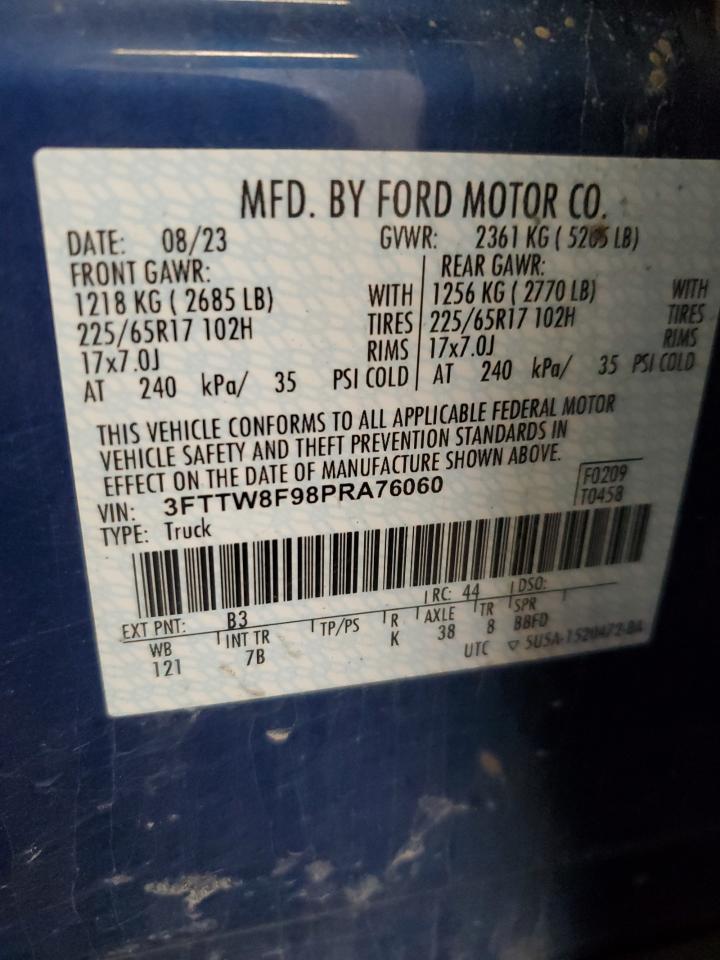 MFD. BY FORD MOTOR CO.
DATE: 08/23 GVWR: 2361 KG ( 5205 LB)
FRONT GAWR: REAR GAWR:
1218 KG ( 2685 LB) WITH 1256 KG ( 2770 LB) WITH
225/65R17 102H TIRES 225/65R17 102H TIRES
17x7.0J RIMS 17x7.0J RIMS
AT 240 kPa/ 35 PSI COLD AT 240 kPa/ 35 PSI COLD
THIS VEHICLE CONFORMS TO ALL APPLICABLE FEDERAL MOTOR
VEHICLE SAFETY AND THEFT PREVENTION STANDARDS IN
EFFECT ON THE DATE OF MANUFACTURE SHOWN ABOVE.
VIN: 3FTTW8F98PRA76060 F0209
TYPE: Truck T0458
EXT PNT: B3 RC: 44 DSO:
WB INT TR TP/PS R AXLE TR SPR
121 7B K 38 8 BBFD
UTC ▽ 5U5A-1520472-BA